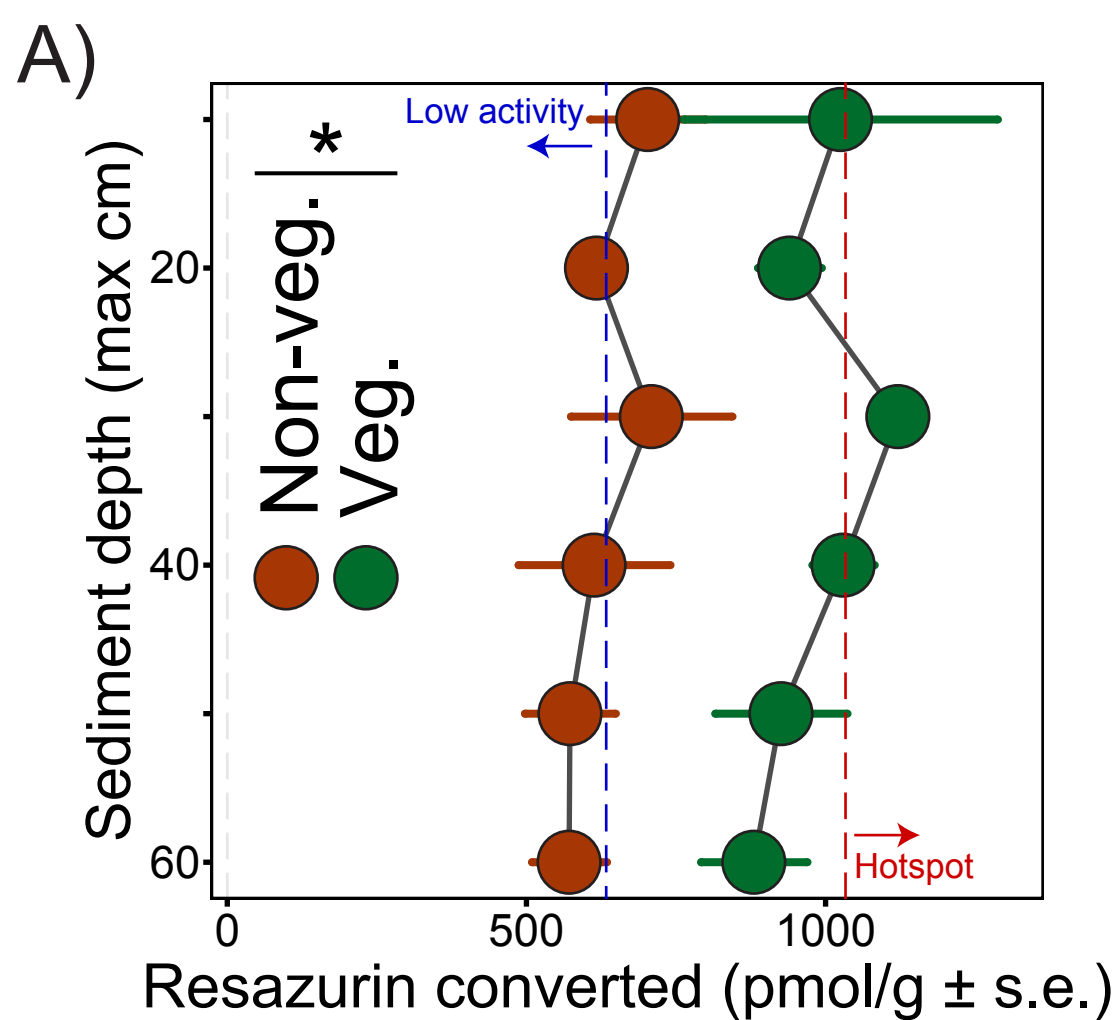 A)
Low activity
*
Non-veg.
Veg.
Sediment depth (max cm)
20
40
60
Hotspot
0
500
1000
Resazurin converted (pmol/g ± s.e.)